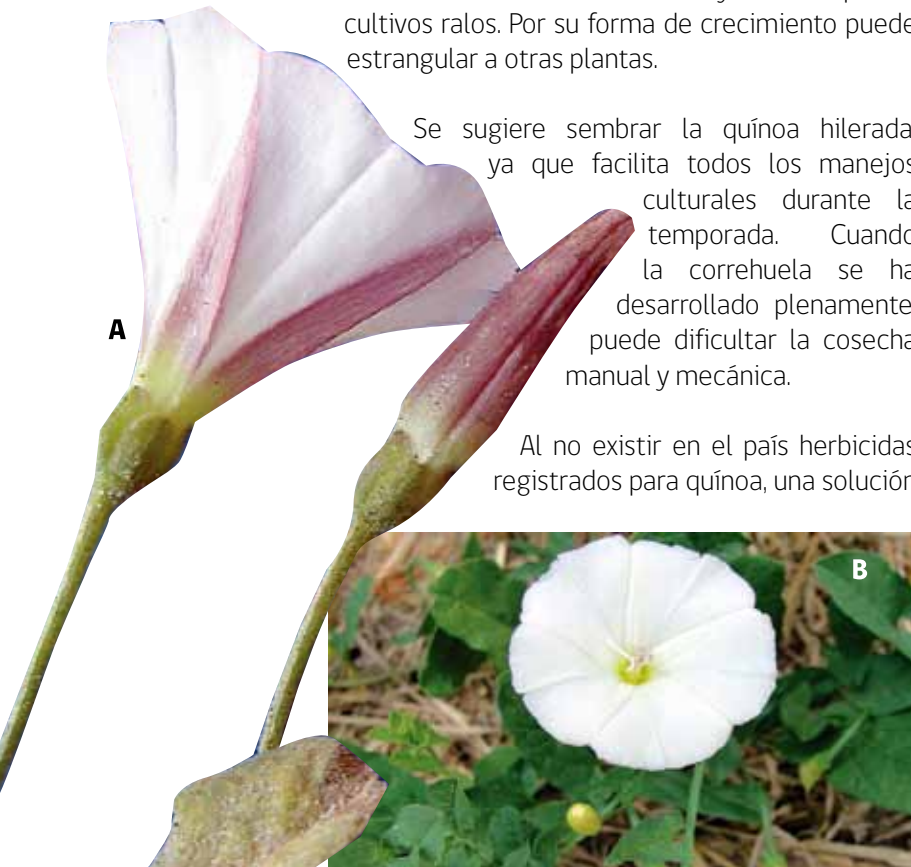 cultivos ralos. Por su forma de crecimiento puede
estrangular a otras plantas.
Se sugiere sembrar la quínoa hilerada
ya que facilita todos los manejos
culturales durante la
temporada. Cuando
la correhuela se ha
desarrollado plenamente
puede dificultar la cosecha
manual y mecánica.
Al no existir en el país herbicidas
registrados para quínoa, una solución
A
B